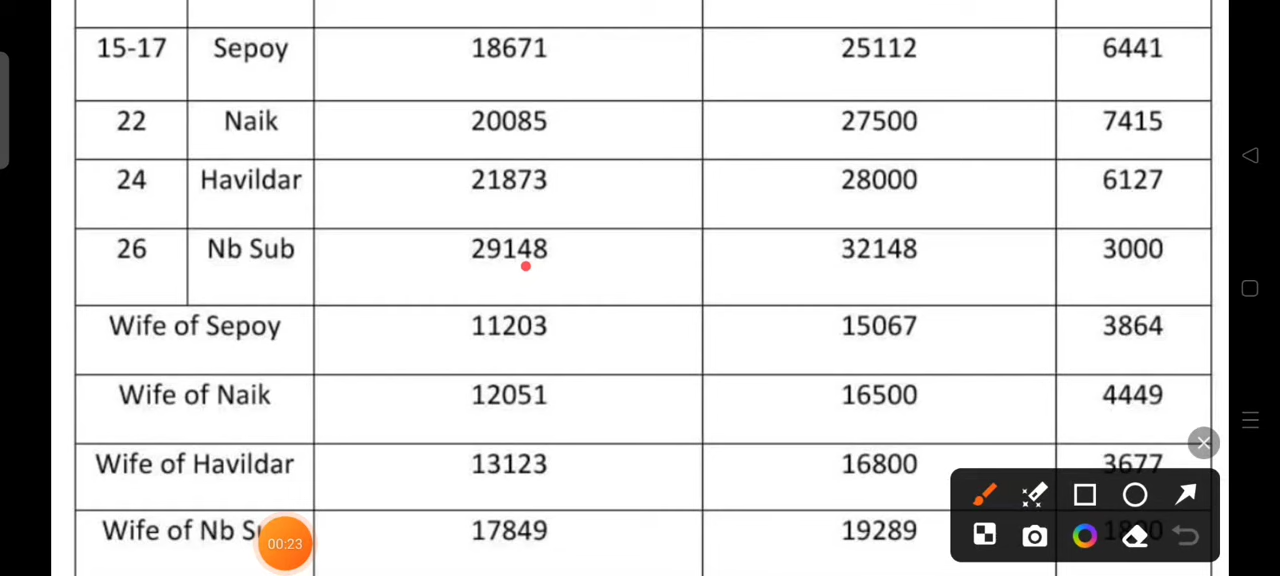 15-17 Sepoy 18671 25112 6441
22 Naik 20085 27500 7415
24 Havildar 21873 28000 6127
26 Nb Sub 29148 32148 3000
Wife of Sepoy 11203 15067 3864
Wife of Naik 12051 16500 4449
Wife of Havildar 13123 16800 3677
Wife of Nb 17849 19289
00:23